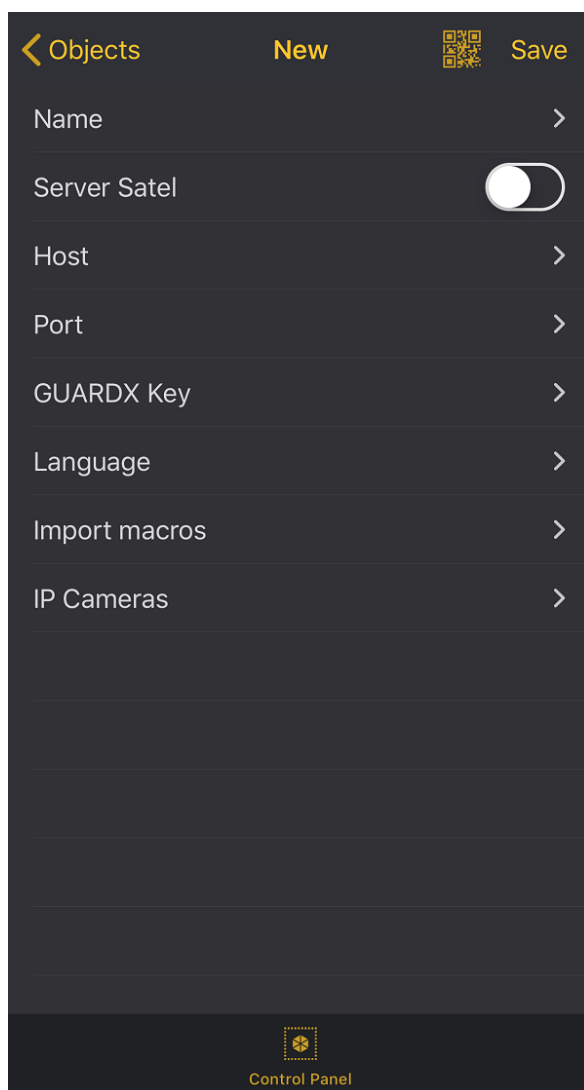 Objects New Save
Name
Server Satel
Host
Port
GUARDX Key
Language
Import macros
IP Cameras
Control Panel